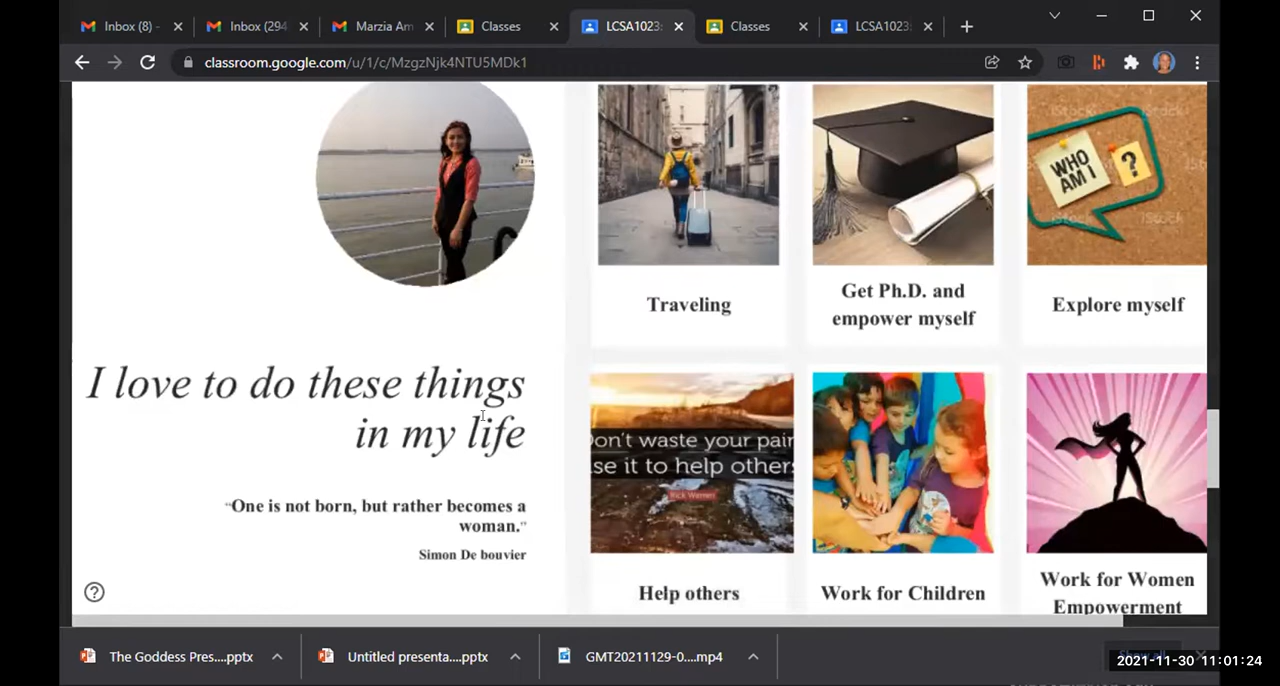 Inbox (8) -
Inbox (294
Marzia Am
Classes
LCSA1023:
Classes
LCSA1023:
classroom.google.com/u/1/c/MzgzNjk4NTU5MDk1
WHO
AM I
?
iStock
Traveling
Get Ph.D. and
empower myself
Explore myself
I love to do these things
in my life
"One is not born, but rather becomes a
woman."
Simon De bouvier
Don't waste your pain
use it to help others
Rick Warren
Help others
Work for Children
Work for Women
Empowerment
The Goddess Pres....pptx
Untitled presenta....pptx
GMT20211129-0....mp4
2021-11-30 11:01:24